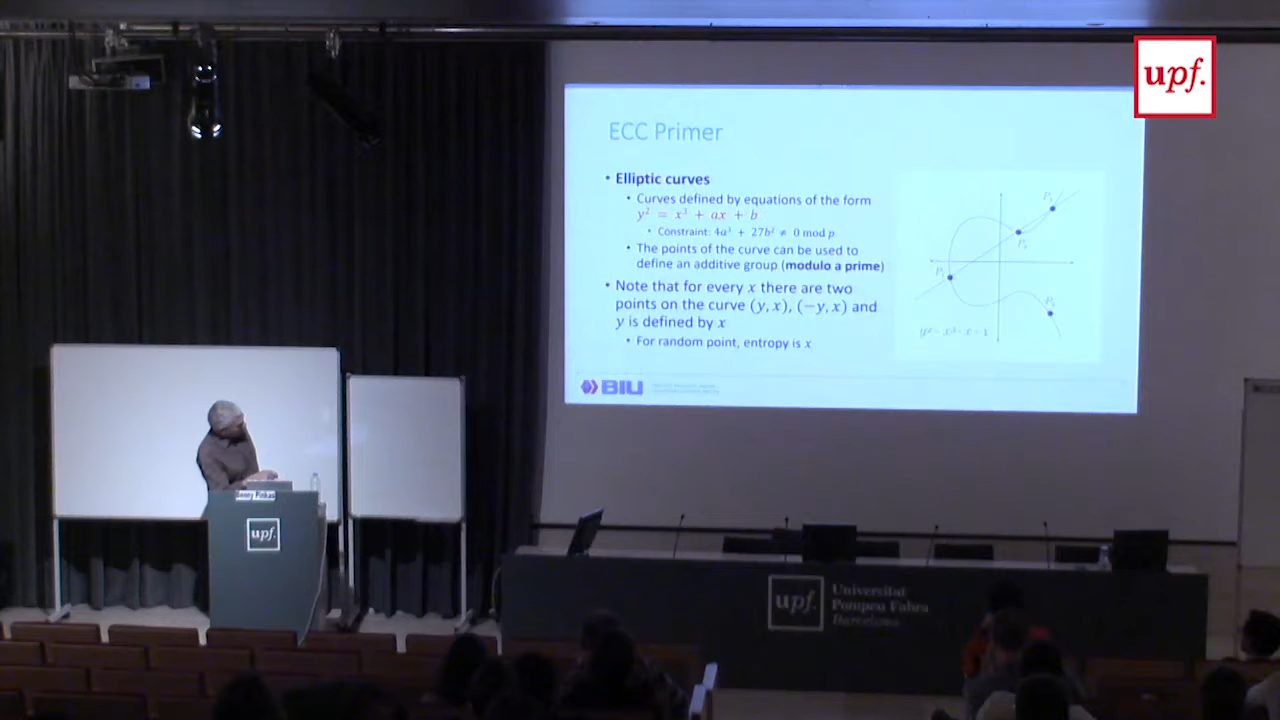 upf.
ECC Primer
• Elliptic curves
• Curves defined by equations of the form
y² = x³ + ax + b
• Constraint: 4a³ + 27b² ≠ 0 mod p
• The points of the curve can be used to
define an additive group (modulo a prime)
• Note that for every x there are two
points on the curve (y, x), (−y, x) and
y is defined by x
• For random point, entropy is x
P₁
BIU
Benny Pinkas
upf.
upf.
Universitat
Pompeu Fabra
Barcelona